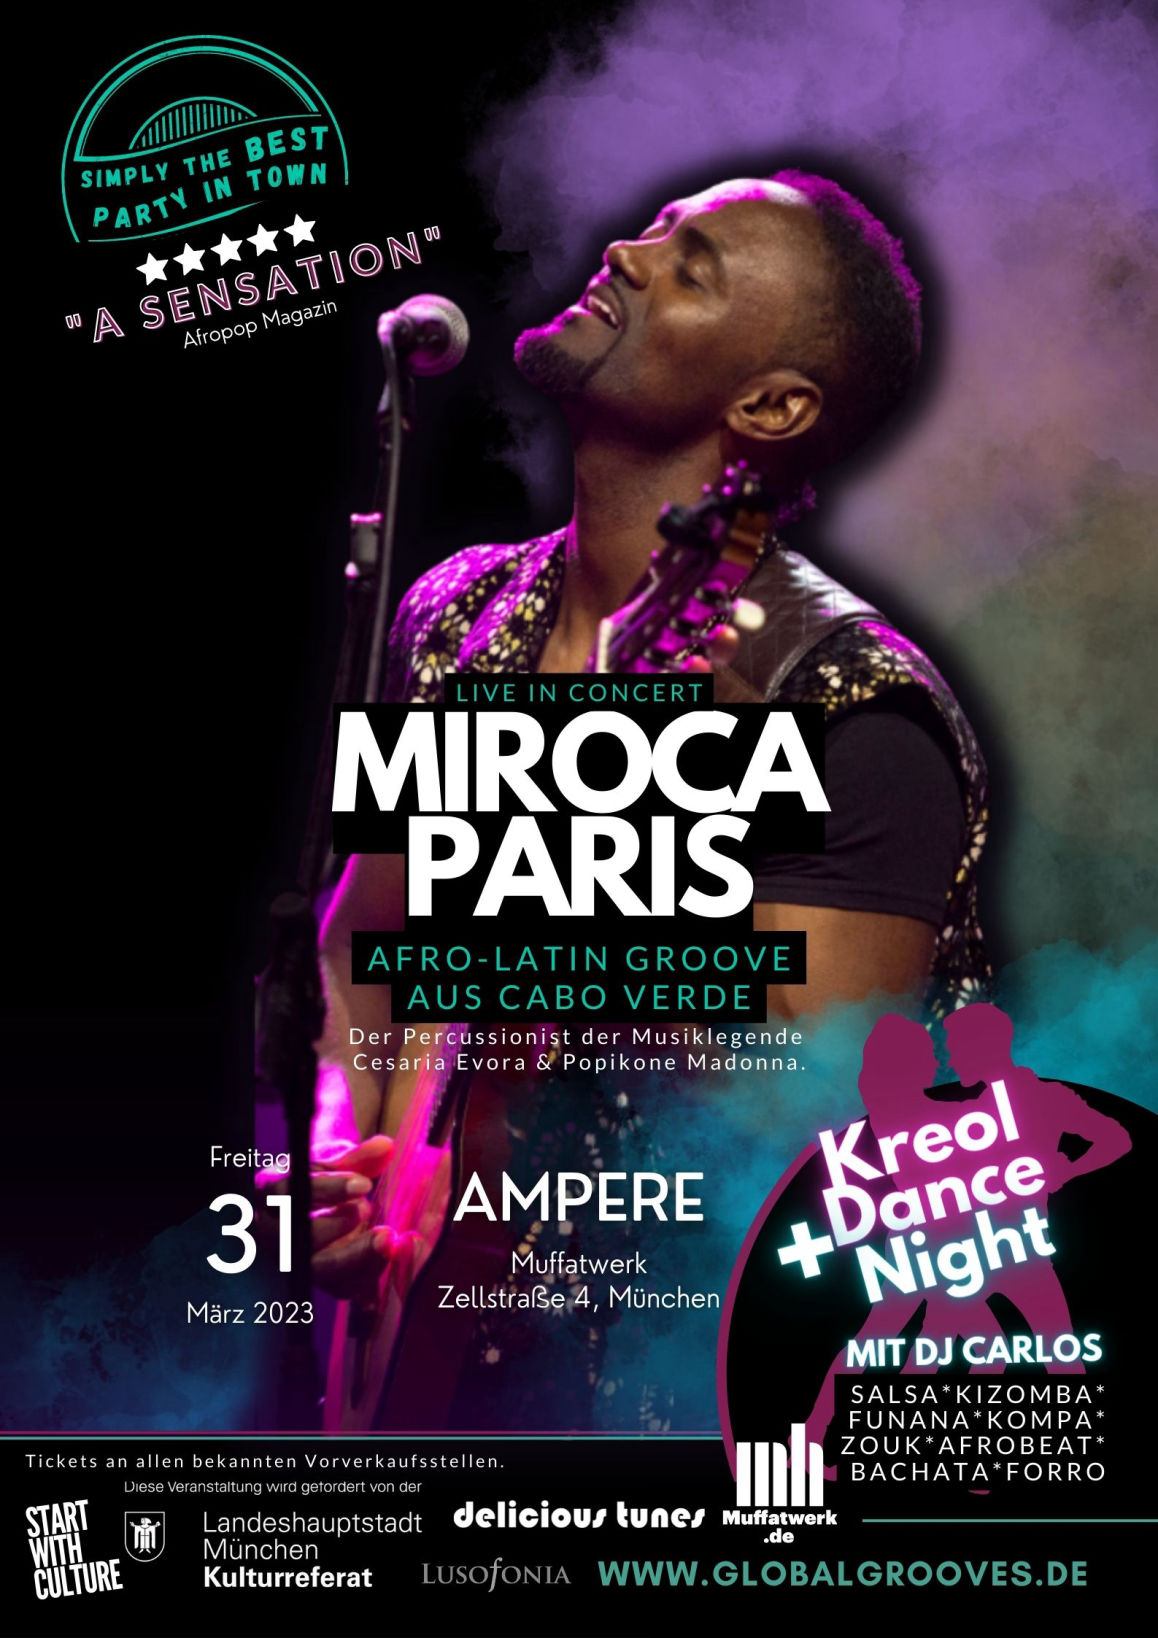 SIMPLY THE BEST
PARTY IN TOWN
"A SENSATION"
Afropop Magazin
LIVE IN CONCERT
MIROCA
PARIS
AFRO-LATIN GROOVE
AUS CABO VERDE
Der Percussionist der Musiklegende
Cesaria Evora & Popikone Madonna.
Freitag
31
März 2023
AMPERE
Muffatwerk
Zellstraße 4, München
Kreol
Dance
+Night
MIT DJ CARLOS
SALSA*KIZOMBA*
FUNANA*KOMPA*
ZOUK*AFROBEAT*
BACHATA*FORRO
Tickets an allen bekannten Vorverkaufsstellen.
Diese Veranstaltung wird gefördert von der
START
WITH
CULTURE
Landeshauptstadt
München
Kulturreferat
delicious tunes
LUSOfONIA
Muffatwerk
.de
WWW.GLOBALGROOVES.DE